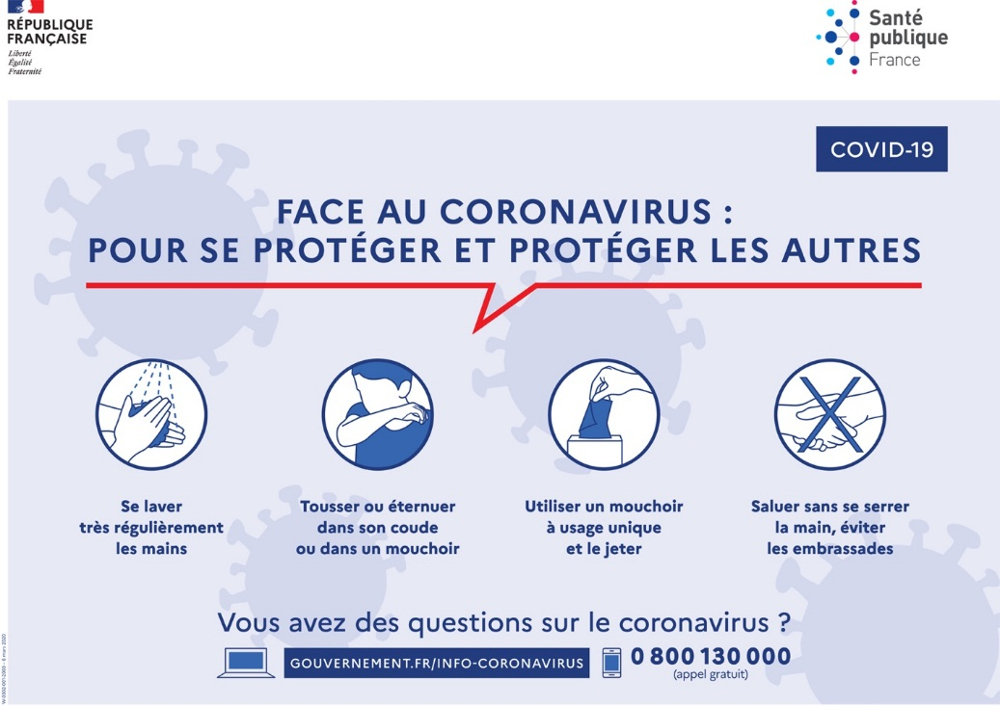 RÉPUBLIQUE
FRANÇAISE
Liberté
Égalité
Fraternité
Santé
publique
France
COVID-19
FACE AU CORONAVIRUS :
POUR SE PROTÉGER ET PROTÉGER LES AUTRES
Se laver
très régulièrement
les mains
Tousser ou éternuer
dans son coude
ou dans un mouchoir
Utiliser un mouchoir
à usage unique
et le jeter
Saluer sans se serrer
la main, éviter
les embrassades
Vous avez des questions sur le coronavirus ?
GOUVERNEMENT.FR/INFO-CORONAVIRUS
0 800 130 000
(appel gratuit)